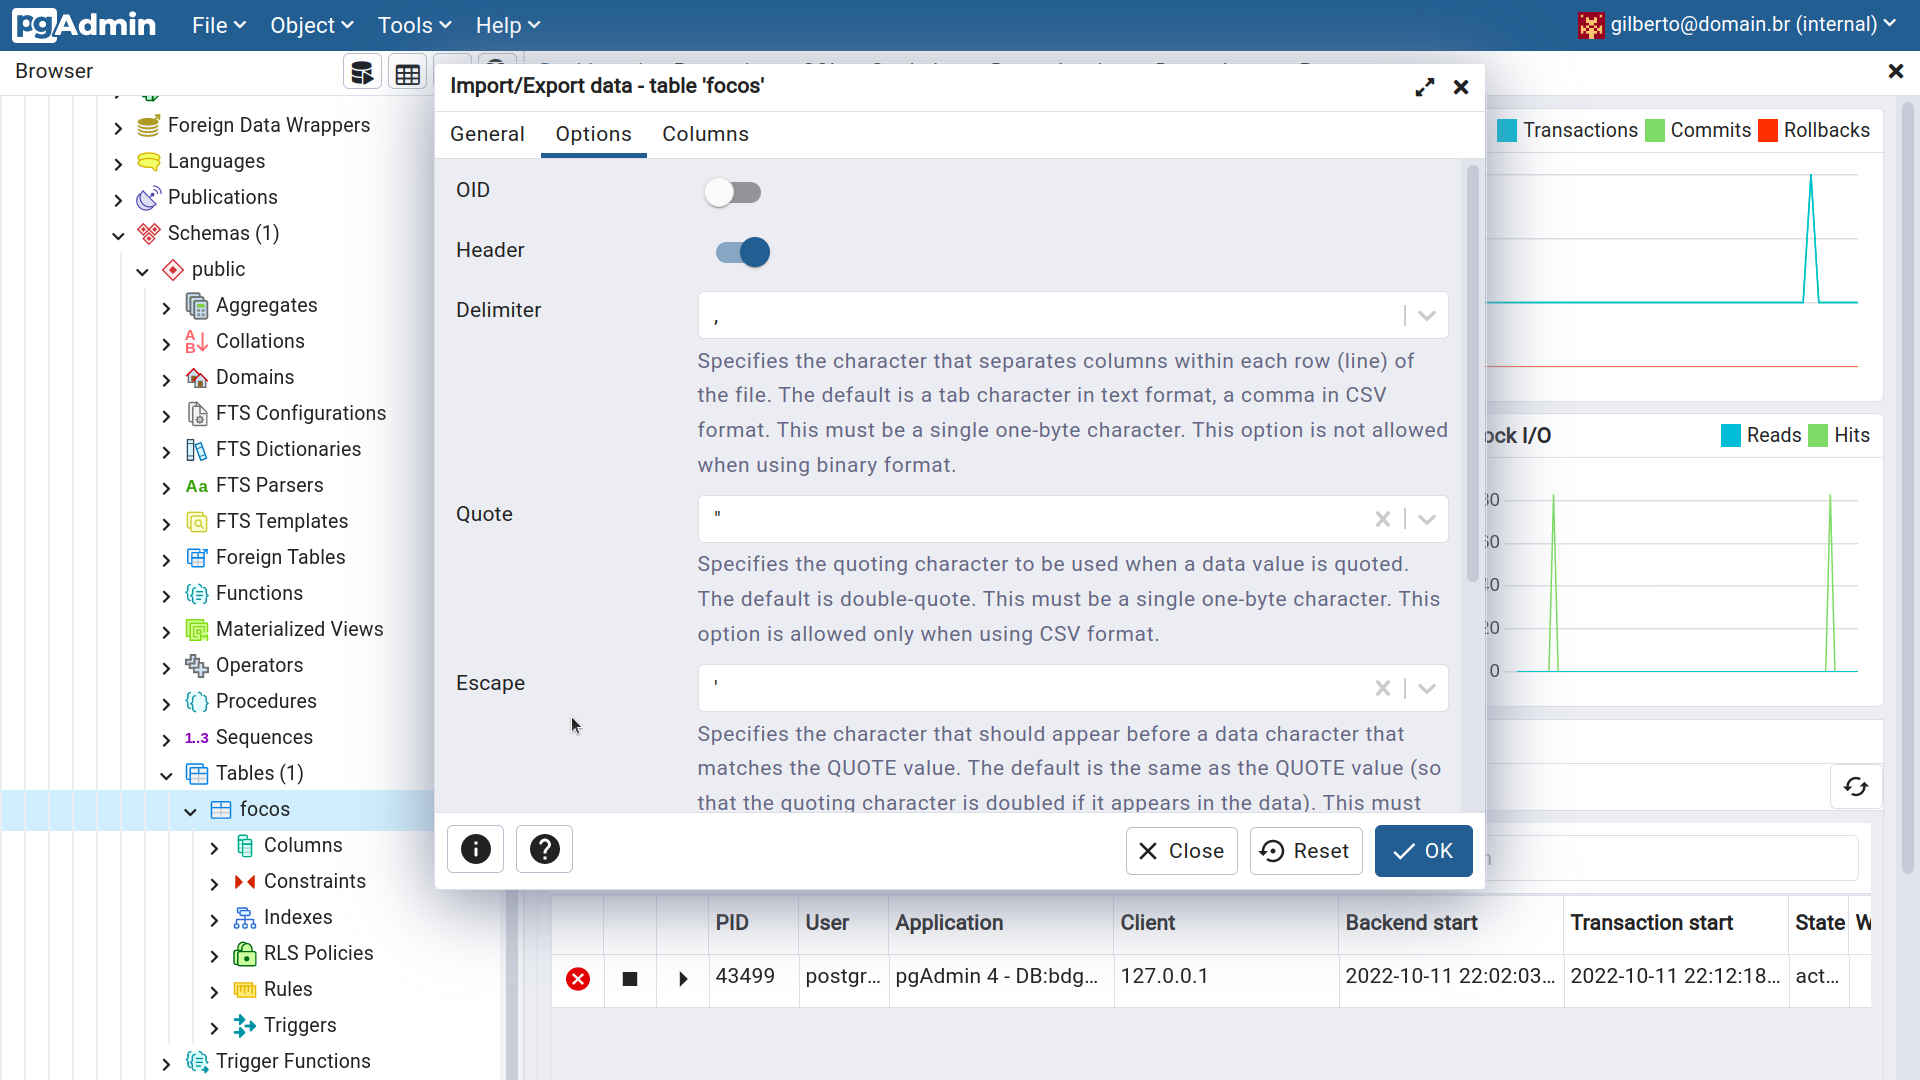 pgAdmin
File
Object
Tools
Help
gilberto@domain.br (internal)
Browser
Foreign Data Wrappers
Languages
Publications
Schemas (1)
public
Aggregates
Collations
Domains
FTS Configurations
FTS Dictionaries
Aa FTS Parsers
FTS Templates
Foreign Tables
Functions
Materialized Views
Operators
Procedures
1..3 Sequences
Tables (1)
focos
Columns
Constraints
Indexes
RLS Policies
Rules
Triggers
Trigger Functions
Import/Export data - table 'focos'
General
Options
Columns
OID
Header
Delimiter
,
Specifies the character that separates columns within each row (line) of
the file. The default is a tab character in text format, a comma in CSV
format. This must be a single one-byte character. This option is not allowed
when using binary format.
Quote
"
Specifies the quoting character to be used when a data value is quoted.
The default is double-quote. This must be a single one-byte character. This
option is allowed only when using CSV format.
Escape
'
Specifies the character that should appear before a data character that
matches the QUOTE value. The default is the same as the QUOTE value (so
that the quoting character is doubled if it appears in the data). This must
Close
Reset
OK
Transactions
Commits
Rollbacks
I/O
Reads
Hits
0
PID
User
Application
Client
Backend start
Transaction start
State
W
43499
postgr...
pgAdmin 4 - DB:bdg...
127.0.0.1
2022-10-11 22:02:03...
2022-10-11 22:12:18...
act...